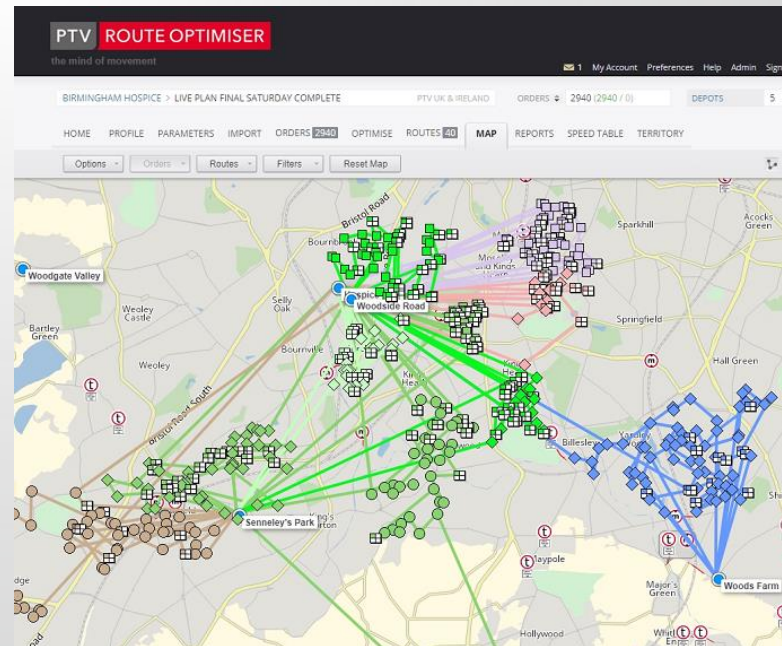 PTV ROUTE OPTIMISER
the mind of movement
1 My Account Preferences Help Admin Sign
BIRMINGHAM HOSPICE > LIVE PLAN FINAL SATURDAY COMPLETE PTV UK & IRELAND ORDERS 2940 (2940 / 0) DEPOTS 5
HOME PROFILE PARAMETERS IMPORT ORDERS 2940 OPTIMISE ROUTES 40 MAP REPORTS SPEED TABLE TERRITORY
Options Orders Routes Filters Reset Map
Bristol Road
Acocks
Green
Sparkhill
Woodgate Valley
Woodside Road
Selly
Oak
Weoley
Castle
Bartley
Green
Springfield
Bournville
Weoley
Hall Green
Bristol Road South
Billesley
Yardley
Senneley's Park
Maypole
Major's
Green
Woods Farm
Hollywood